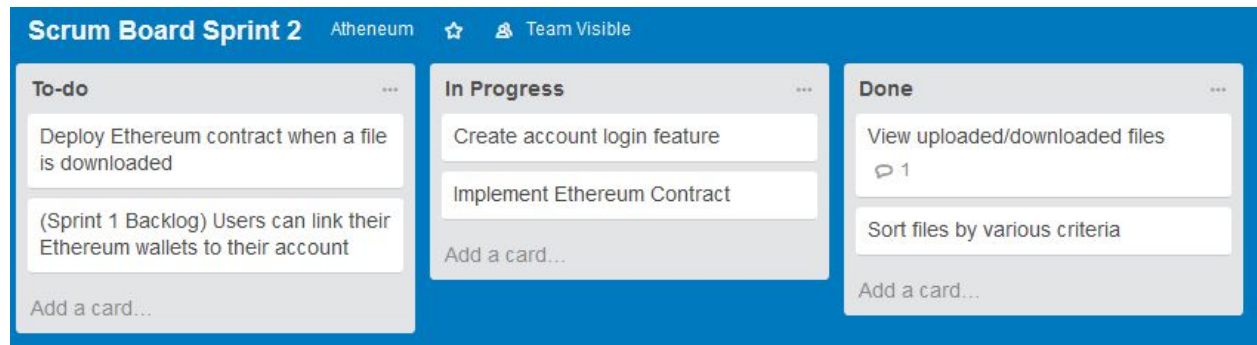 Scrum Board Sprint 2 Atheneum Team Visible
To-do ...
Deploy Ethereum contract when a file
is downloaded
(Sprint 1 Backlog) Users can link their
Ethereum wallets to their account
Add a card...
In Progress ...
Create account login feature
Implement Ethereum Contract
Add a card...
Done ...
View uploaded/downloaded files
1
Sort files by various criteria
Add a card...